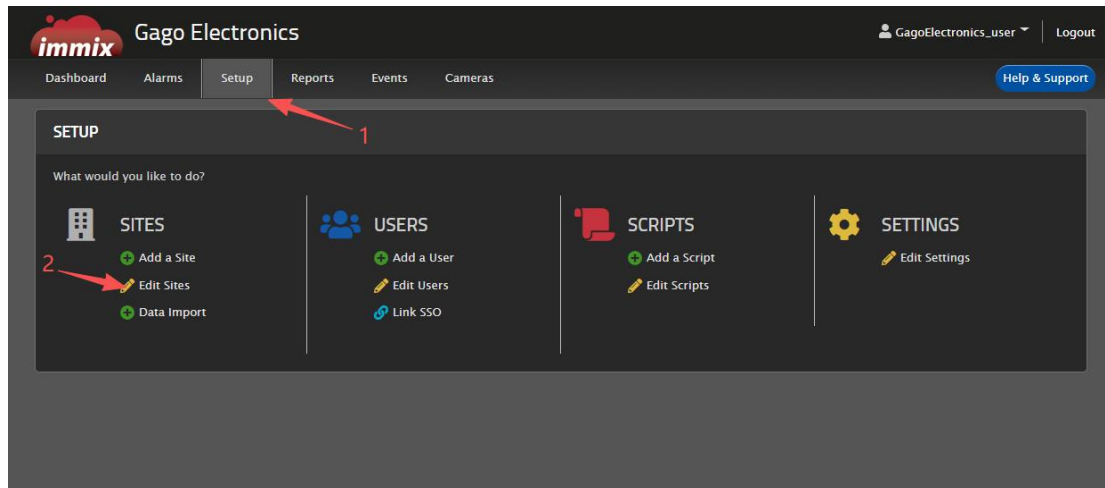 immix
Gago Electronics
GagoElectronics_user
Logout
Dashboard Alarms Setup Reports Events Cameras
Help & Support
SETUP
1
What would you like to do?
SITES
Add a Site
2
Edit Sites
Data Import
USERS
Add a User
Edit Users
Link SSO
SCRIPTS
Add a Script
Edit Scripts
SETTINGS
Edit Settings